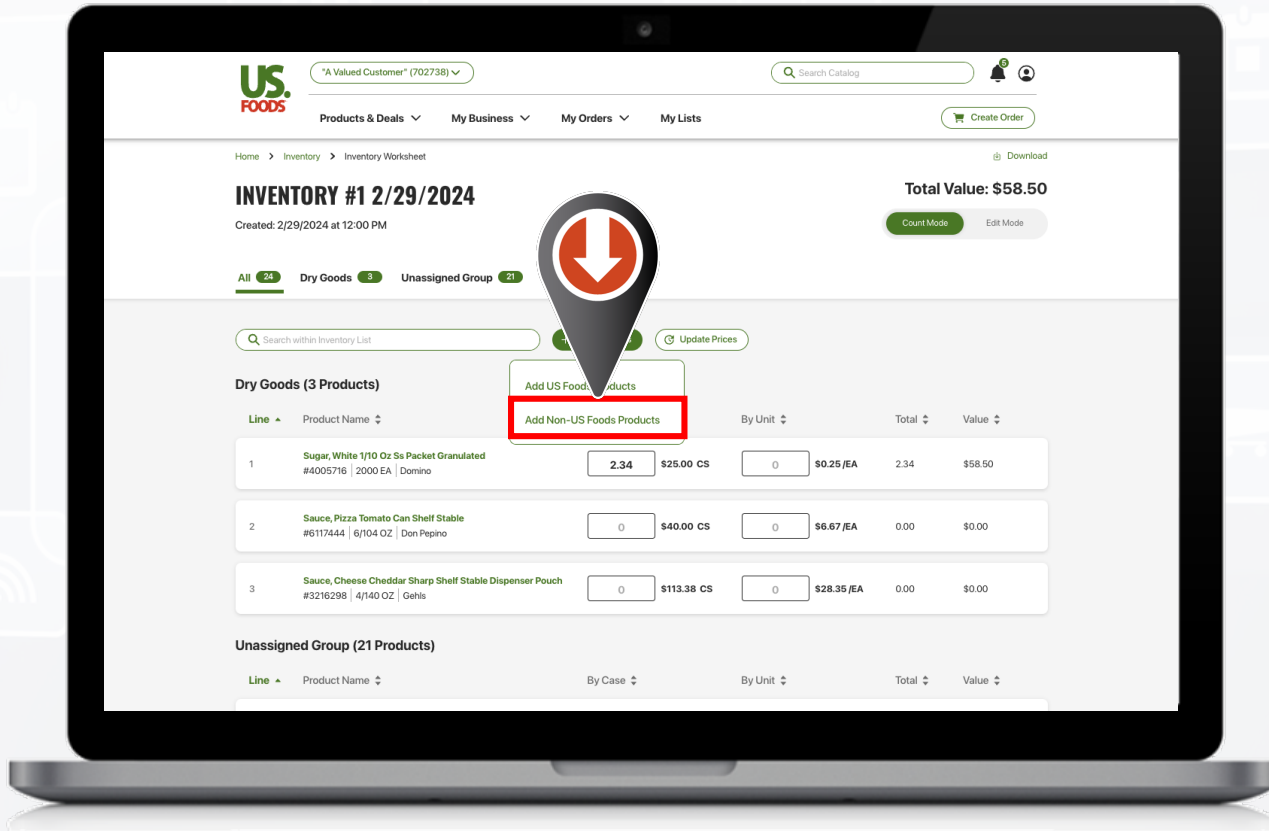 US. FOODS
"A Valued Customer" (702738)
Search Catalog
5
Products & Deals
My Business
My Orders
My Lists
Create Order
Home > Inventory > Inventory Worksheet
Download
INVENTORY #1 2/29/2024
Total Value: $58.50
Created: 2/29/2024 at 12:00 PM
Count Mode
Edit Mode
All 24
Dry Goods 3
Unassigned Group 21
Search within Inventory List
Update Prices
Dry Goods (3 Products)
Add US Foods Products
Line Product Name
Add Non-US Foods Products
By Unit Total Value
1 Sugar, White 1/10 Oz Ss Packet Granulated
#4005716 | 2000 EA | Domino
2.34 $25.00 CS 0 $0.25 /EA 2.34 $58.50
2 Sauce, Pizza Tomato Can Shelf Stable
#6117444 | 6/104 OZ | Don Pepino
0 $40.00 CS 0 $6.67 /EA 0.00 $0.00
3 Sauce, Cheese Cheddar Sharp Shelf Stable Dispenser Pouch
#3216298 | 4/140 OZ | Gehls
0 $113.38 CS 0 $28.35 /EA 0.00 $0.00
Unassigned Group (21 Products)
Line Product Name By Case By Unit Total Value